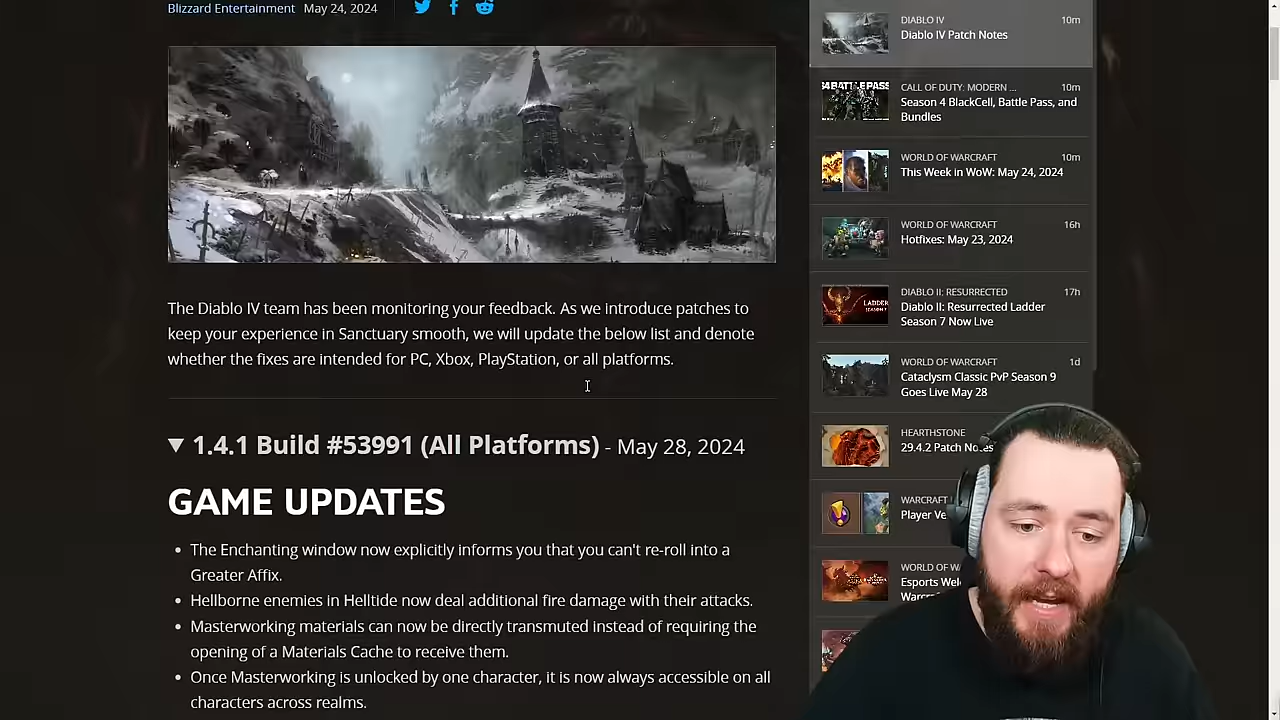 Blizzard Entertainment May 24, 2024
The Diablo IV team has been monitoring your feedback. As we introduce patches to
keep your experience in Sanctuary smooth, we will update the below list and denote
whether the fixes are intended for PC, Xbox, PlayStation, or all platforms.
▼ 1.4.1 Build #53991 (All Platforms) - May 28, 2024
GAME UPDATES
• The Enchanting window now explicitly informs you that you can't re-roll into a
Greater Affix.
• Hellborne enemies in Helltide now deal additional fire damage with their attacks.
• Masterworking materials can now be directly transmuted instead of requiring the
opening of a Materials Cache to receive them.
• Once Masterworking is unlocked by one character, it is now always accessible on all
characters across realms.
DIABLO IV 10m
Diablo IV Patch Notes
CALL OF DUTY: MODERN ... 10m
Season 4 BlackCell, Battle Pass, and
Bundles
WORLD OF WARCRAFT 10m
This Week in WoW: May 24, 2024
WORLD OF WARCRAFT 16h
Hotfixes: May 23, 2024
DIABLO II: RESURRECTED 17h
Diablo II: Resurrected Ladder
Season 7 Now Live
WORLD OF WARCRAFT 1d
Cataclysm Classic PvP Season 9
Goes Live May 28
HEARTHSTONE
29.4.2 Patch Notes
WARCRAFT
Player Ve
WORLD OF WA
Esports Wel
Warcr